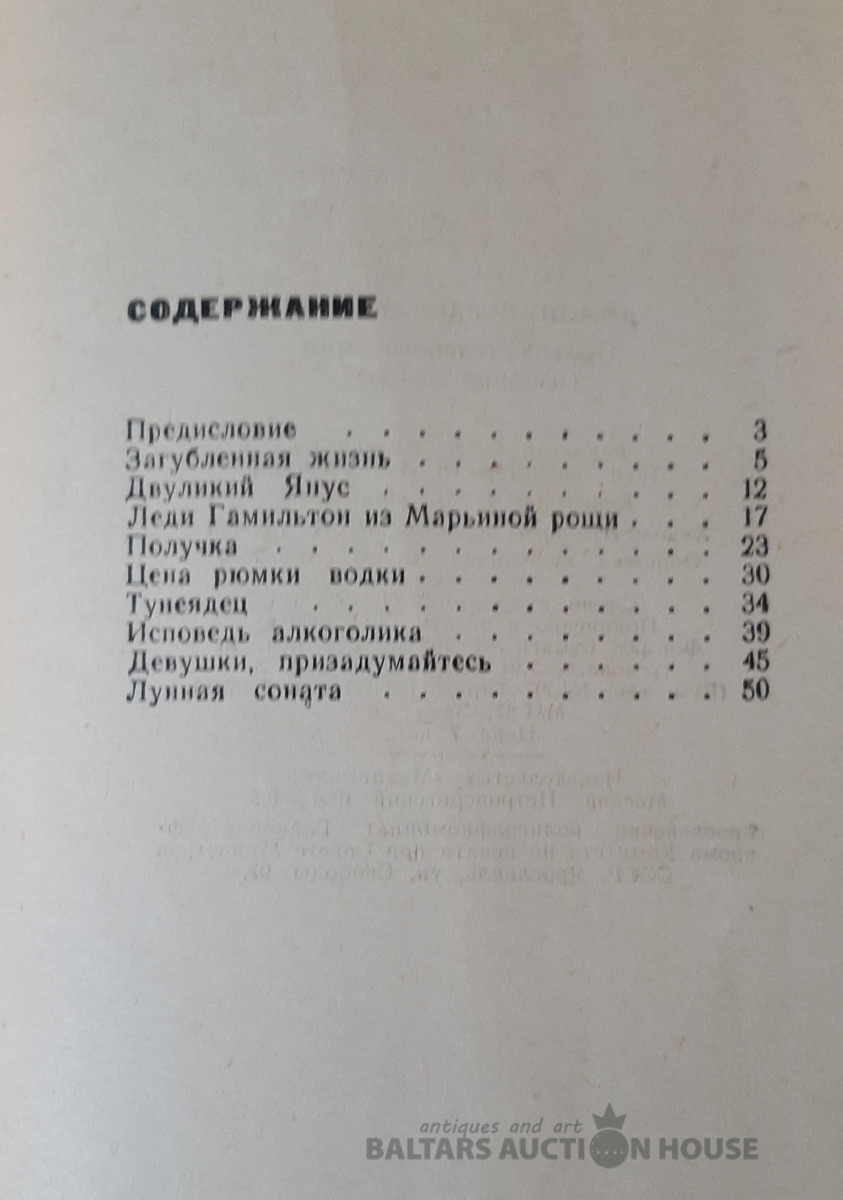 СОДЕРЖАНИЕ
Предисловие . . . . . . . . . . . 3
Загубленная жизнь . . . . . . . . . 5
Двуликий Янус . . . . . . . . . . 12
Леди Гамильтон из Марьиной рощи . . . 17
Получка . . . . . . . . . . . . . 23
Цена рюмки водки . . . . . . . . . 30
Тунеядец . . . . . . . . . . . . 34
Исповедь алкоголика . . . . . . . . 39
Девушки, призадумайтесь . . . . . . 45
Лунная соната . . . . . . . . . . 50
antiques and art
BALTARS AUCTION HOUSE